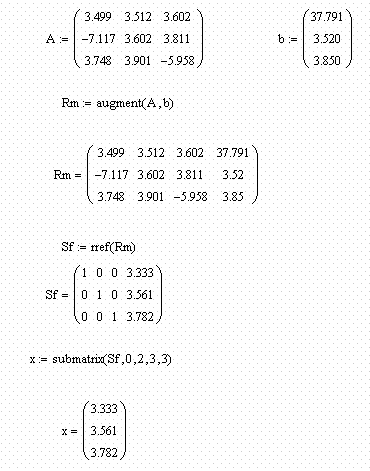 A := ( 3.499 3.512 3.602
−7.117 3.602 3.811
3.748 3.901 −5.958 )
b := ( 37.791
3.520
3.850 )
Rm := augment(A,b)
Rm = ( 3.499 3.512 3.602 37.791
−7.117 3.602 3.811 3.52
3.748 3.901 −5.958 3.85 )
Sf := rref(Rm)
Sf = ( 1 0 0 3.333
0 1 0 3.561
0 0 1 3.782 )
x := submatrix(Sf,0,2,3,3)
x = ( 3.333
3.561
3.782 )